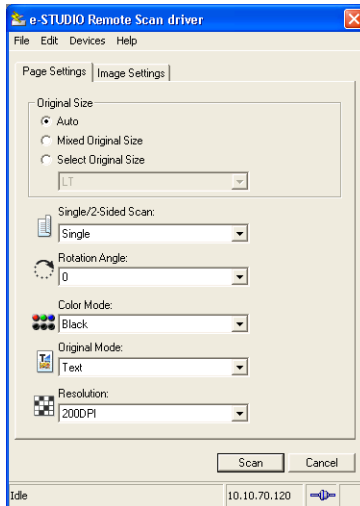 e-STUDIO Remote Scan driver
File Edit Devices Help
Page Settings Image Settings
Original Size
Auto
Mixed Original Size
Select Original Size
LT
Single/2-Sided Scan:
Single
Rotation Angle:
0
Color Mode:
Black
Original Mode:
Text
Resolution:
200DPI
Scan Cancel
Idle 10.10.70.120